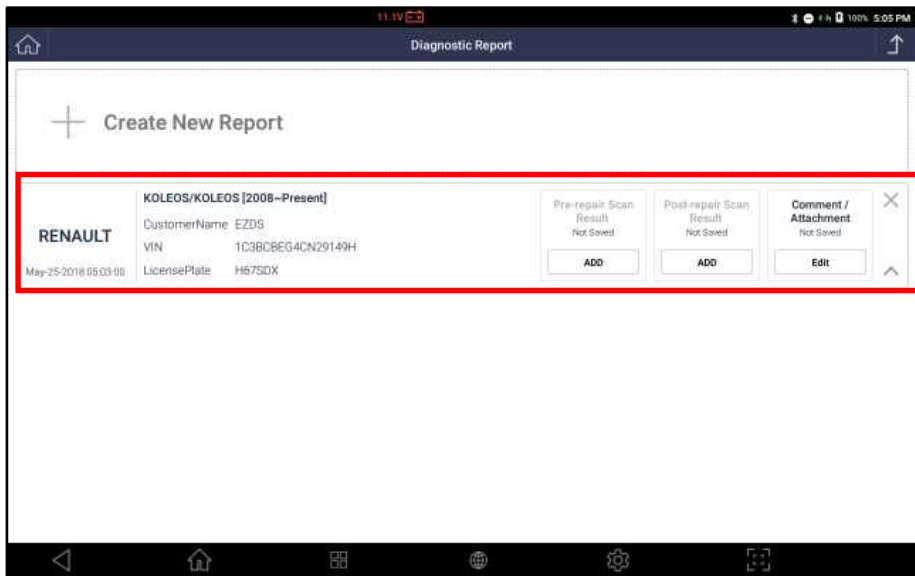 11.1V
100% 5:05 PM
Diagnostic Report
Create New Report
KOLEOS/KOLEOS [2008~Present]
RENAULT
May-25-2018 05:03:00
CustomerName EZDS
VIN 1C3BCBEG4CN29149H
LicensePlate H67SDX
Pre-repair Scan
Result
Not Saved
ADD
Post-repair Scan
Result
Not Saved
ADD
Comment /
Attachment
Not Saved
Edit